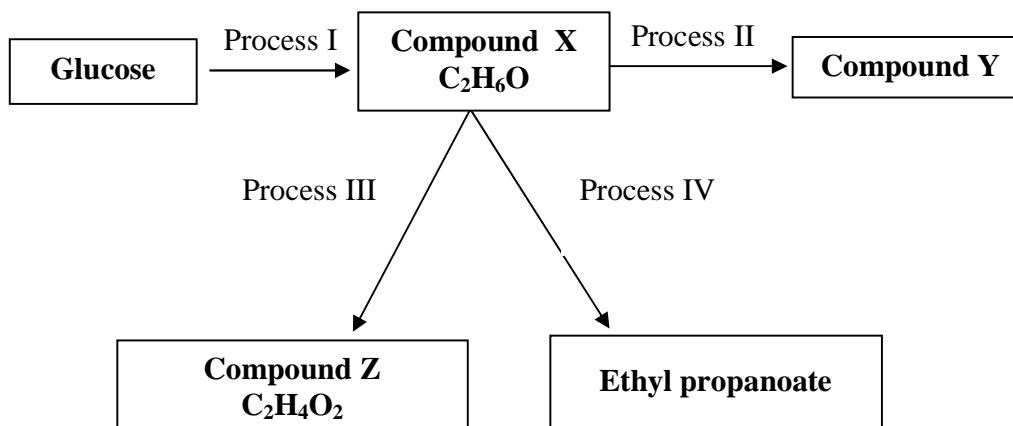 Process I
Compound X
Process II
Glucose
C₂H₆O
Compound Y
Process III
Process IV
Compound Z
C₂H₄O₂
Ethyl propanoate